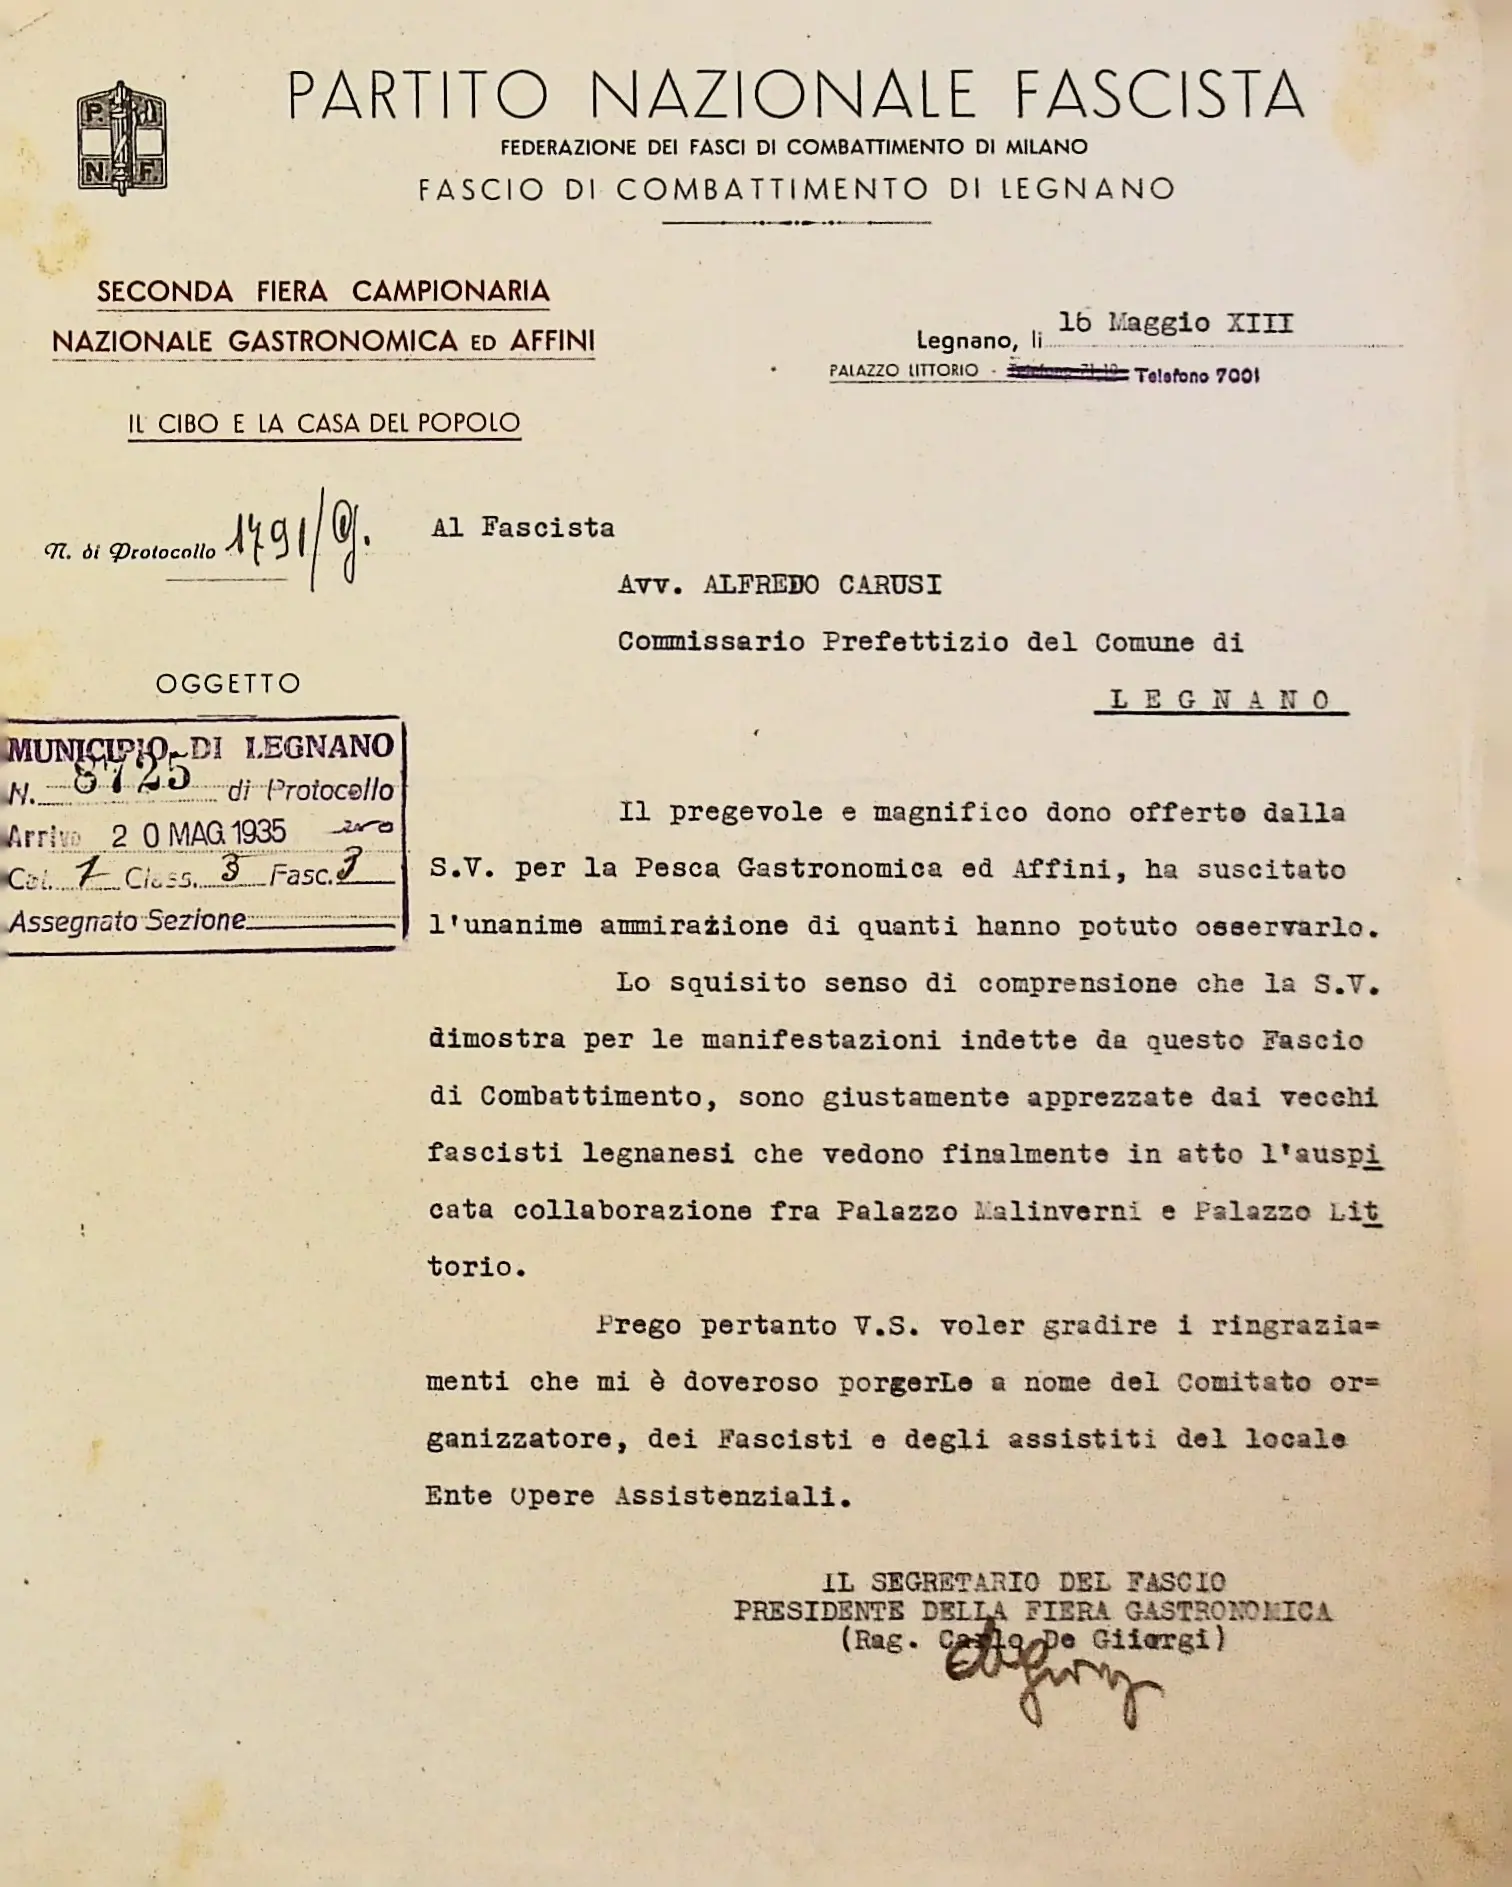 P. N. F.
PARTITO NAZIONALE FASCISTA
FEDERAZIONE DEI FASCI DI COMBATTIMENTO DI MILANO
FASCIO DI COMBATTIMENTO DI LEGNANO
SECONDA FIERA CAMPIONARIA
NAZIONALE GASTRONOMICA ED AFFINI
IL CIBO E LA CASA DEL POPOLO
Legnano, li 16 Maggio XIII
PALAZZO LITTORIO - Telefono 7001
N. di Protocollo 1791/G.
Al Fascista
Avv. ALFREDO CARUSI
Commissario Prefettizio del Comune di
LEGNANO
OGGETTO
MUNICIPIO DI LEGNANO
N. 8725 di Protocollo
Arrivo 20 MAG. 1935
Cat. 7 Class. 3 Fasc. 3
Assegnato Sezione
Il pregevole e magnifico dono offerto dalla
S.V. per la Pesca Gastronomica ed Affini, ha suscitato
l'unanime ammirazione di quanti hanno potuto osservarlo.
Lo squisito senso di comprensione che la S.V.
dimostra per le manifestazioni indette da questo Fascio
di Combattimento, sono giustamente apprezzate dai vecchi
fascisti legnanesi che vedono finalmente in atto l'auspi
cata collaborazione fra Palazzo Malinverni e Palazzo Lit
torio.
Prego pertanto V.S. voler gradire i ringrazia=
menti che mi è doveroso porgerLe a nome del Comitato or=
ganizzatore, dei Fascisti e degli assistiti del locale
Ente Opere Assistenziali.
IL SEGRETARIO DEL FASCIO
PRESIDENTE DELLA FIERA GASTRONOMICA
(Rag. Carlo De Giiorgi)